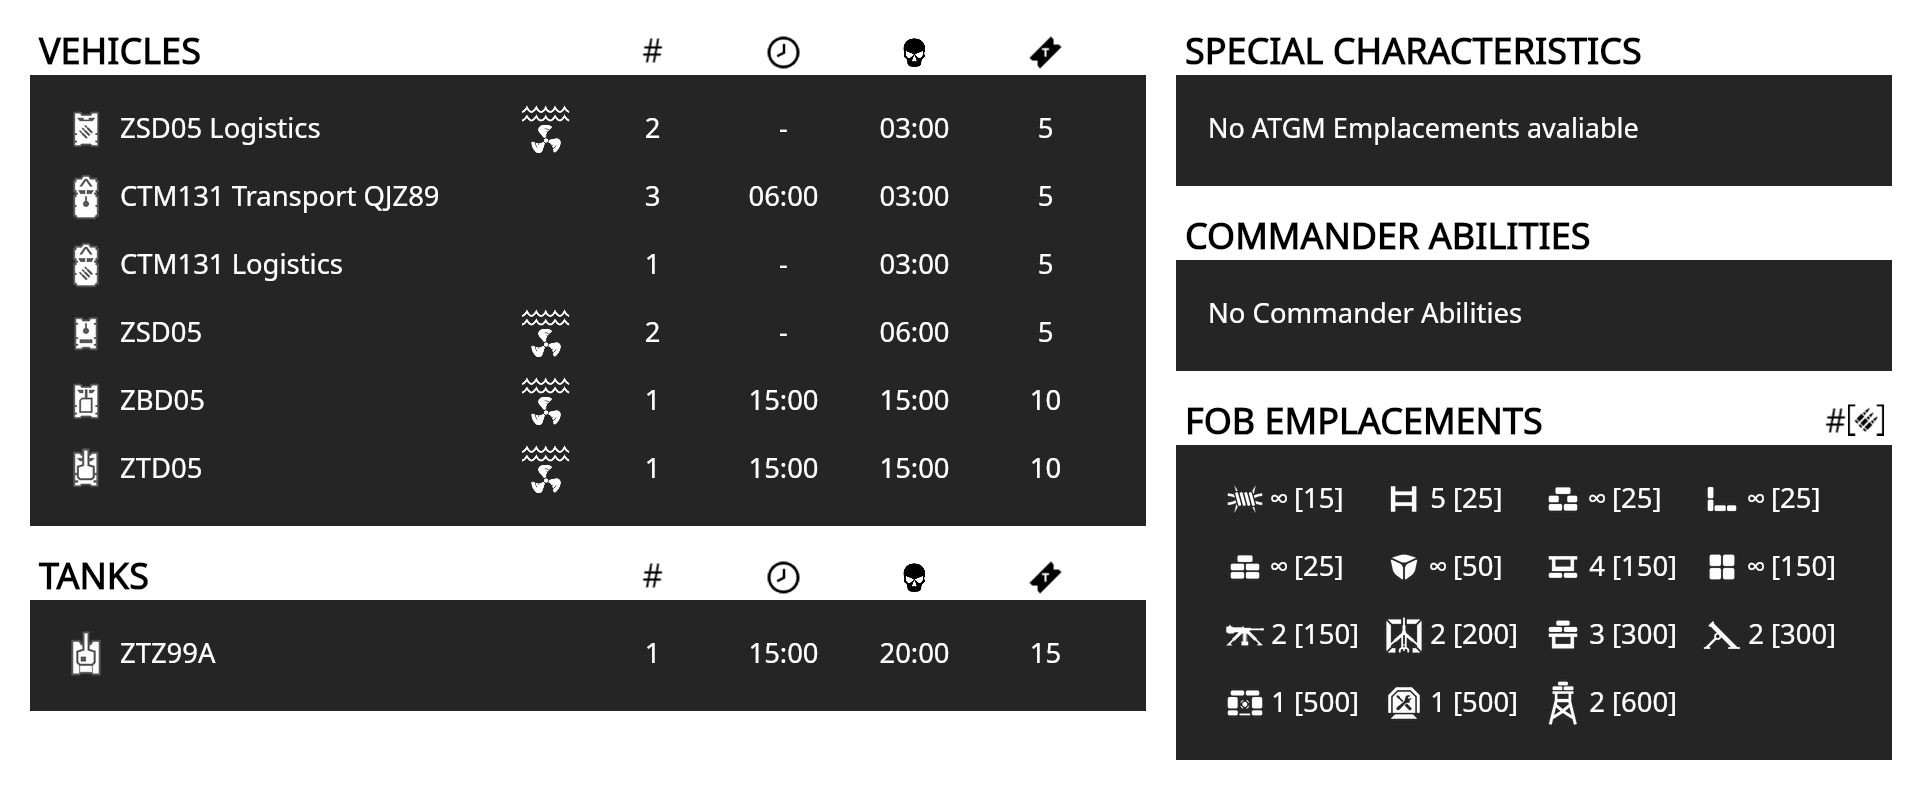 VEHICLES #
ZSD05 Logistics 2 - 03:00 5
CTM131 Transport QJZ89 3 06:00 03:00 5
CTM131 Logistics 1 - 03:00 5
ZSD05 2 - 06:00 5
ZBD05 1 15:00 15:00 10
ZTD05 1 15:00 15:00 10
TANKS #
ZTZ99A 1 15:00 20:00 15
SPECIAL CHARACTERISTICS
No ATGM Emplacements avaliable
COMMANDER ABILITIES
No Commander Abilities
FOB EMPLACEMENTS #[]
∞ [15] 5 [25] ∞ [25] ∞ [25]
∞ [25] ∞ [50] 4 [150] ∞ [150]
2 [150] 2 [200] 3 [300] 2 [300]
1 [500] 1 [500] 2 [600]